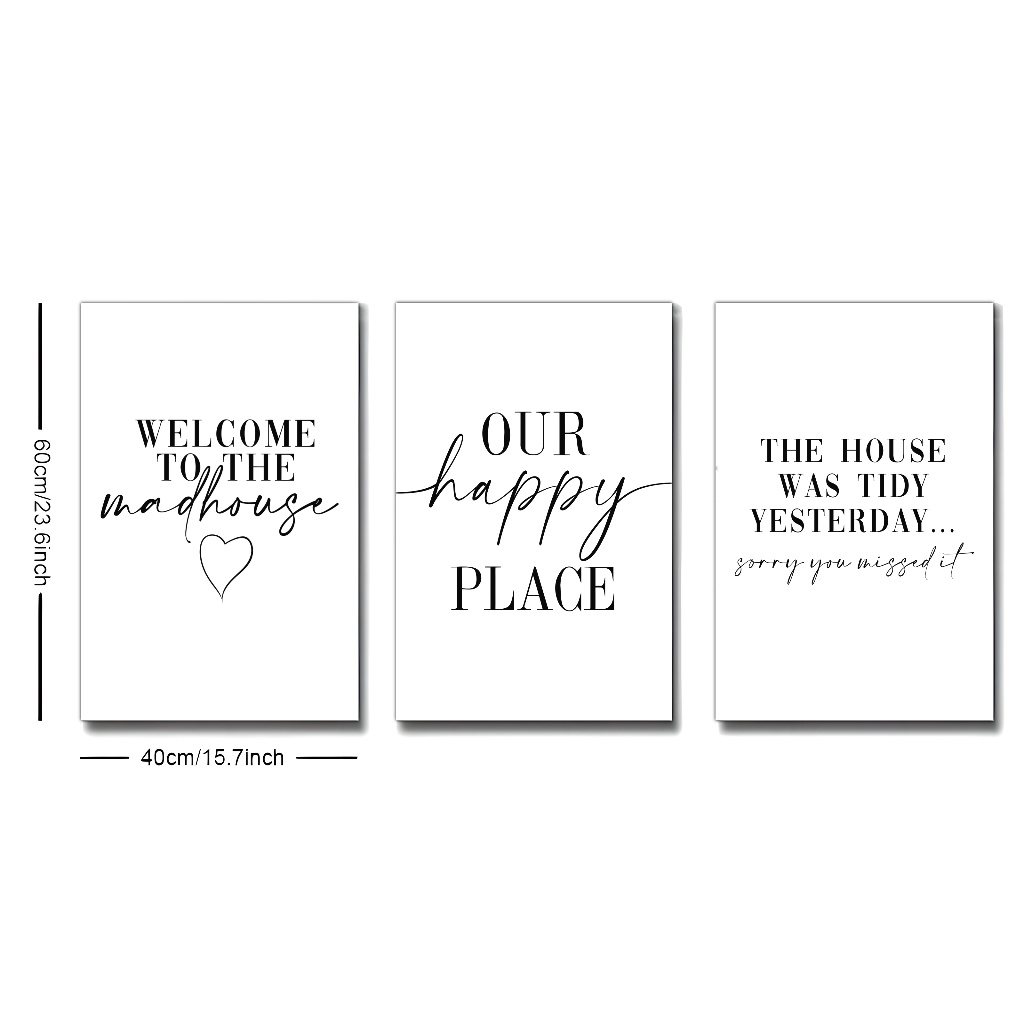 60cm/23.6inch
WELCOME
TO THE
madhouse
OUR
happy
PLACE
THE HOUSE
WAS TIDY
YESTERDAY...
sorry you missed it
40cm/15.7inch